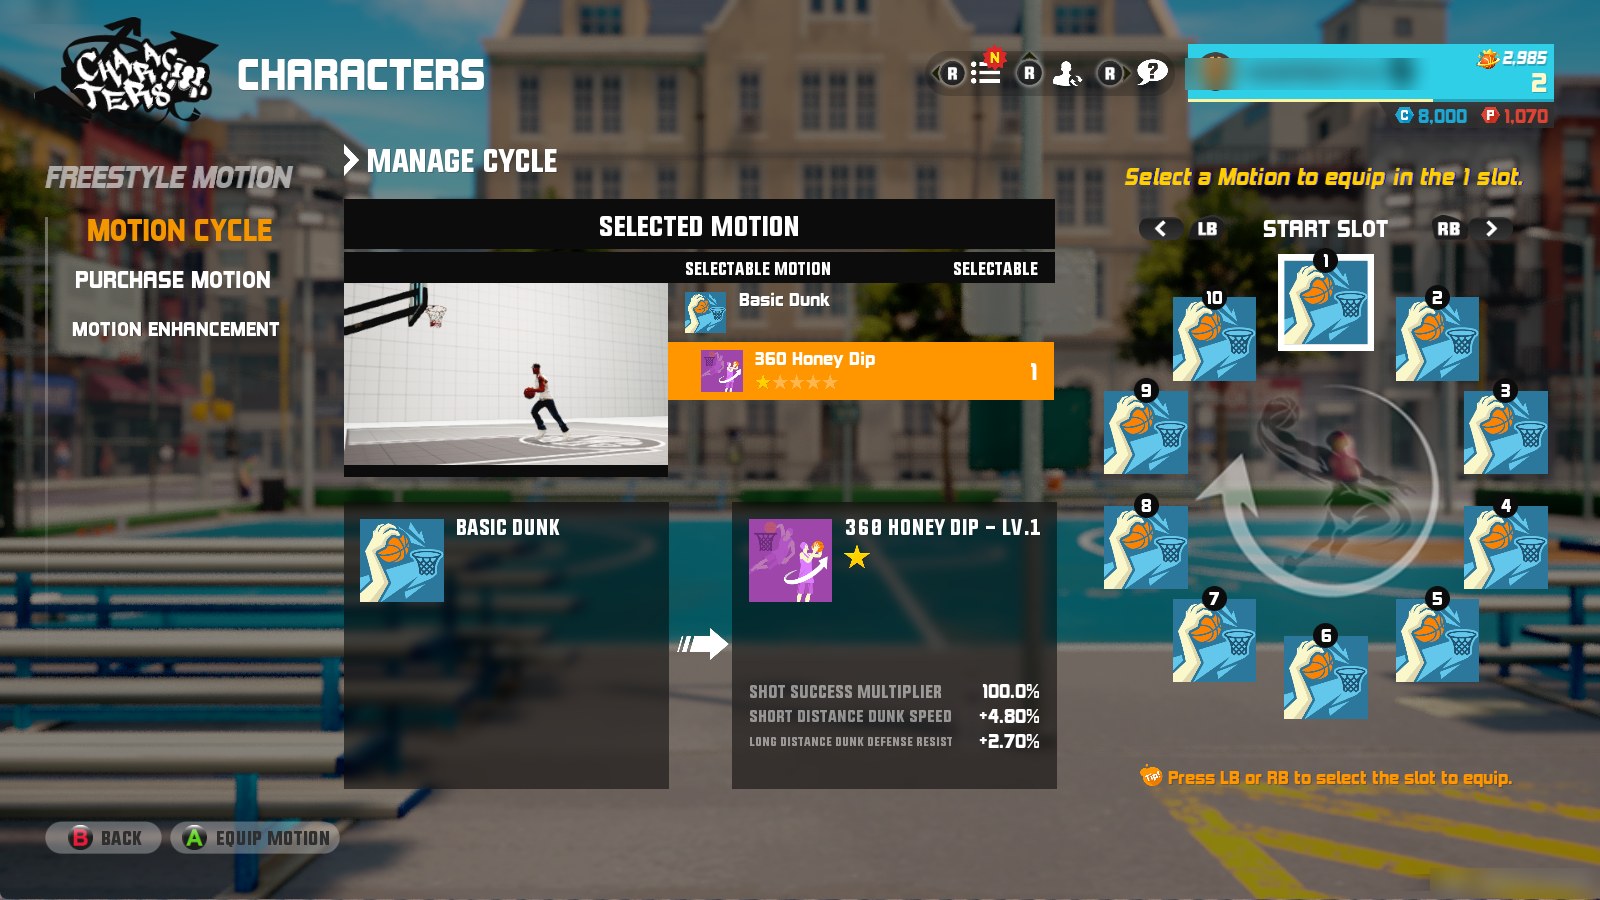 CHARACTERS!!!
CHARACTERS
R
N
R
R
?
2,985
2
C 8,000
P 1,070
FREESTYLE MOTION
MOTION CYCLE
PURCHASE MOTION
MOTION ENHANCEMENT
MANAGE CYCLE
SELECTED MOTION
SELECTABLE MOTION
SELECTABLE
Basic Dunk
360 Honey Dip
1
BASIC DUNK
360 HONEY DIP - LV.1
SHOT SUCCESS MULTIPLIER 100.0%
SHORT DISTANCE DUNK SPEED +4.80%
LONG DISTANCE DUNK DEFENSE RESIST +2.70%
Select a Motion to equip in the 1 slot.
LB
START SLOT
RB
1
2
3
4
5
6
7
8
9
10
Tip! Press LB or RB to select the slot to equip.
B BACK
A EQUIP MOTION